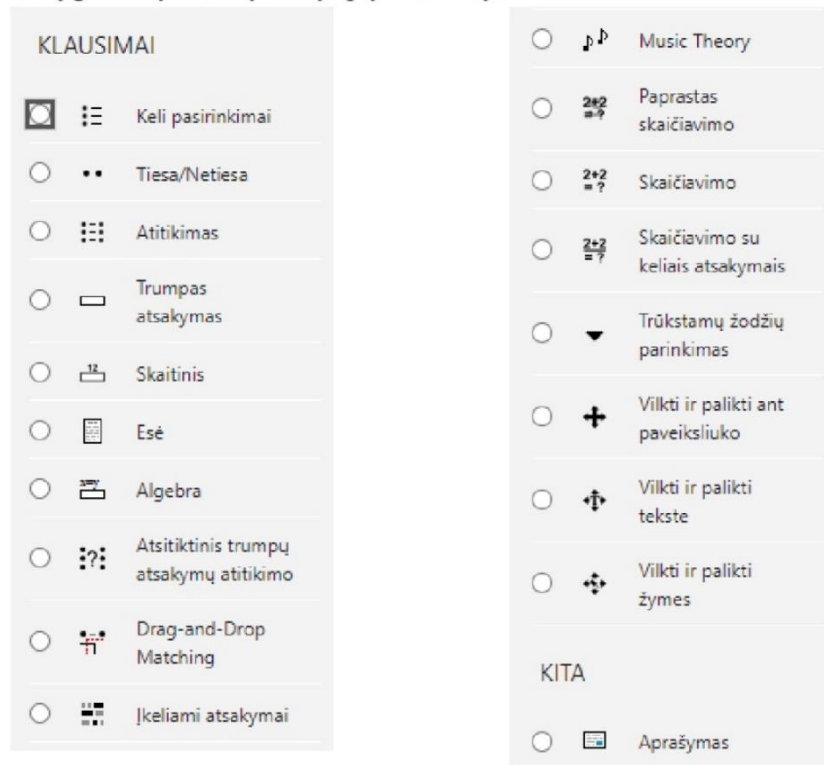 KLAUSIMAI
Keli pasirinkimai
Tiesa/Netiesa
Atitikimas
Trumpas
atsakymas
12
Skaitinis
Esė
x=y
Algebra
?
Atsitiktinis trumpų
atsakymų atitikimo
Drag-and-Drop
Matching
Įkeliami atsakymai
Music Theory
2+2
=?
Paprastas
skaičiavimo
2+2
= ?
Skaičiavimo
2+2
= ?
Skaičiavimo su
keliais atsakymais
Trūkstamų žodžių
parinkimas
Vilkti ir palikti ant
paveiksliuko
Vilkti ir palikti
tekste
Vilkti ir palikti
žymes
KITA
Aprašymas